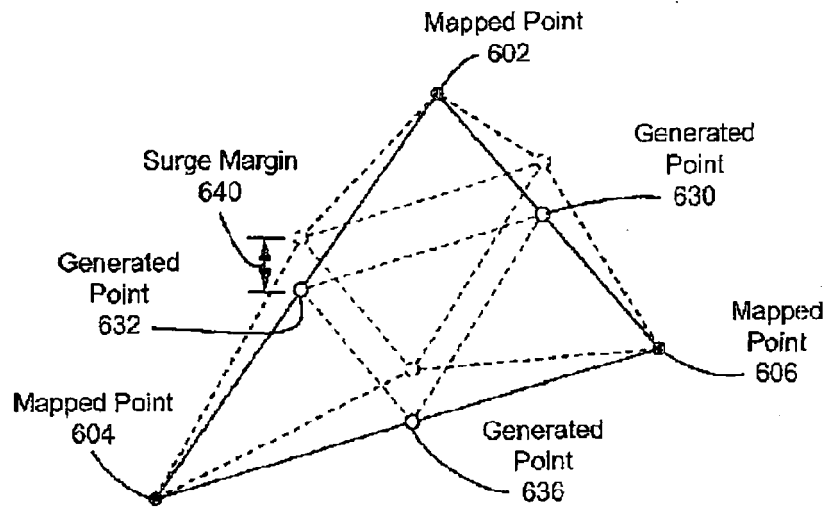 Mapped Point
602
Generated
Point
630
Surge Margin
640
Generated
Point
632
Mapped
Point
606
Mapped Point
604
Generated
Point
636